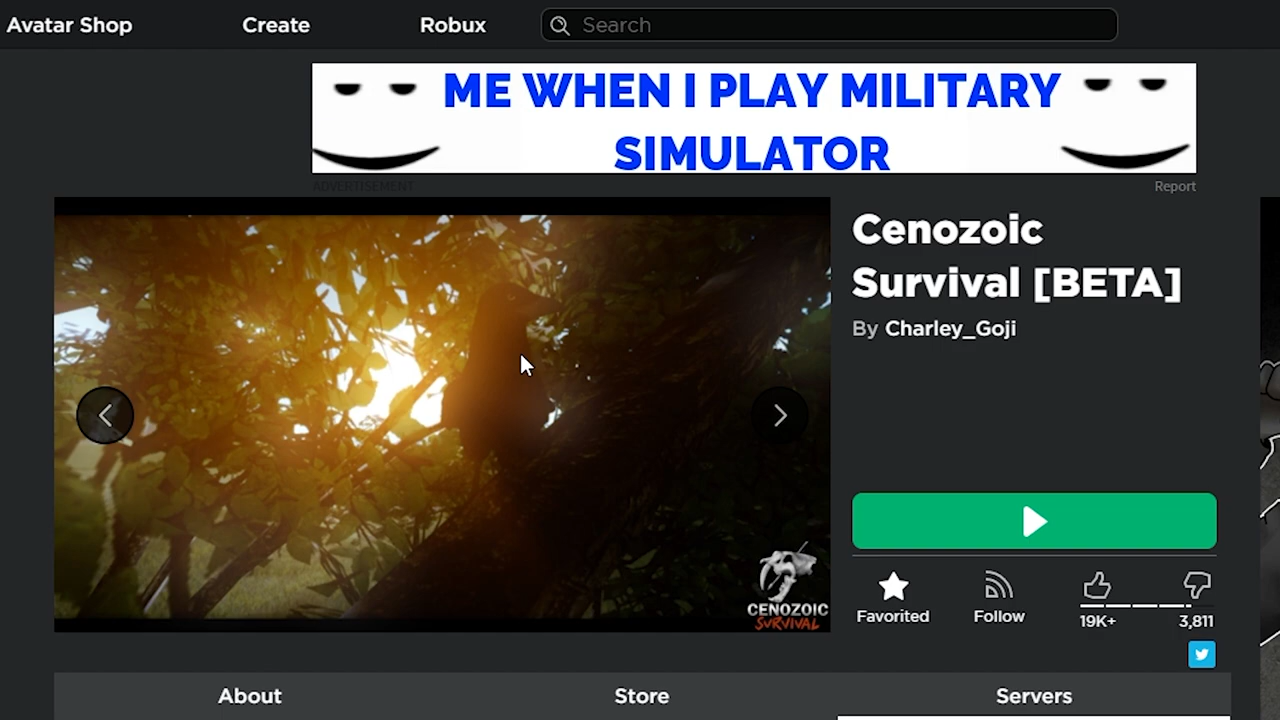 Avatar Shop Create Robux Search
ME WHEN I PLAY MILITARY
SIMULATOR
ADVERTISEMENT Report
Cenozoic
Survival [BETA]
By Charley_Goji
CENOZOIC
SURVIVAL
Favorited Follow 19K+ 3,811
About Store Servers